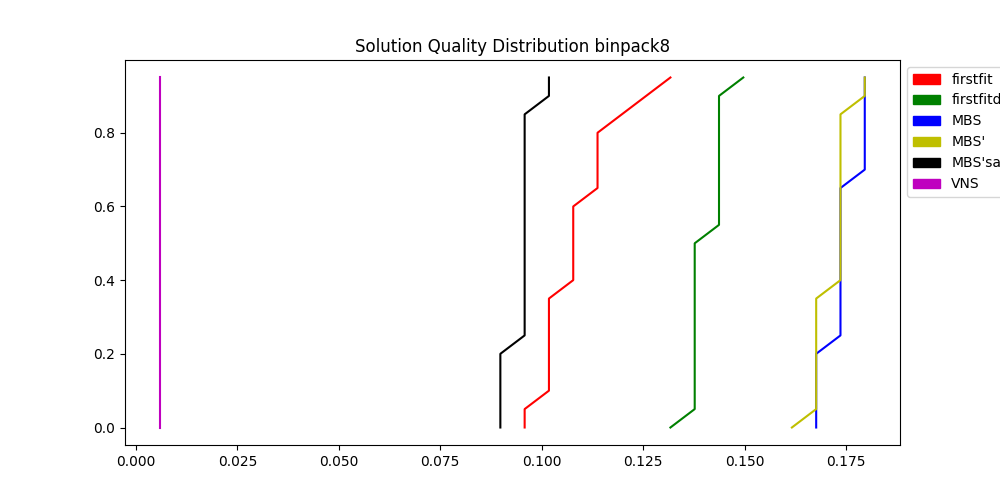 Solution Quality Distribution binpack8
0.8
0.6
0.4
0.2
0.0
0.000 0.025 0.050 0.075 0.100 0.125 0.150 0.175
firstfit
firstfitd
MBS
MBS'
MBS'sa
VNS